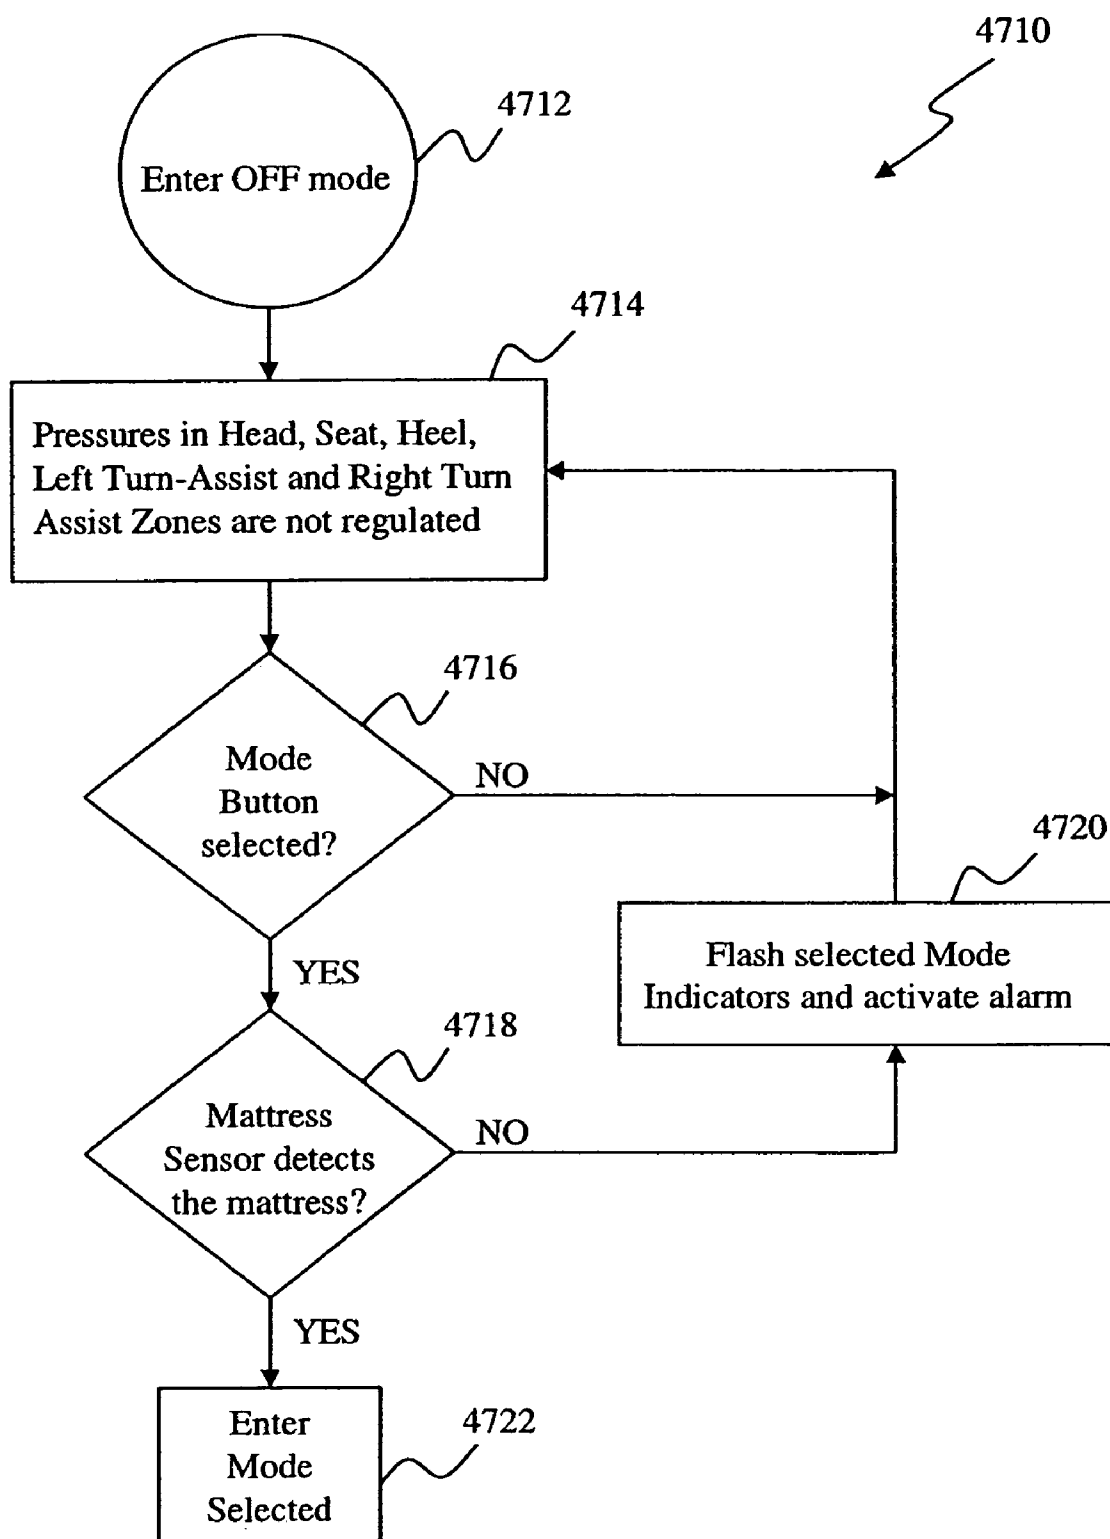 4710
4712
Enter OFF mode
4714
Pressures in Head, Seat, Heel,
Left Turn-Assist and Right Turn
Assist Zones are not regulated
4716
Mode
Button
selected?
NO
4720
Flash selected Mode
Indicators and activate alarm
YES
4718
Mattress
Sensor detects
the mattress?
NO
YES
4722
Enter
Mode
Selected